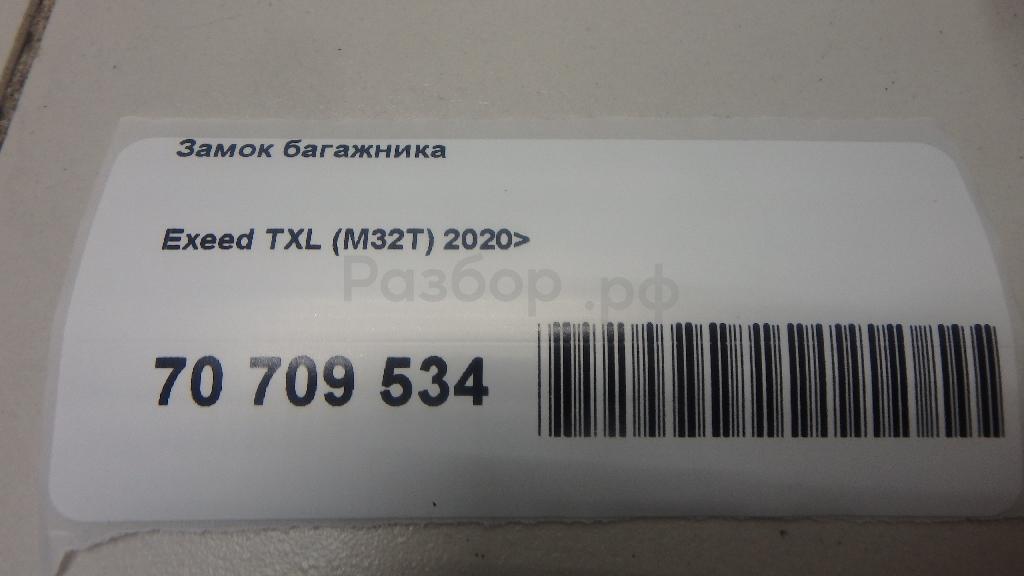 Замок багажника
Exeed TXL (M32T) 2020>
Разбор.рф
70 709 534